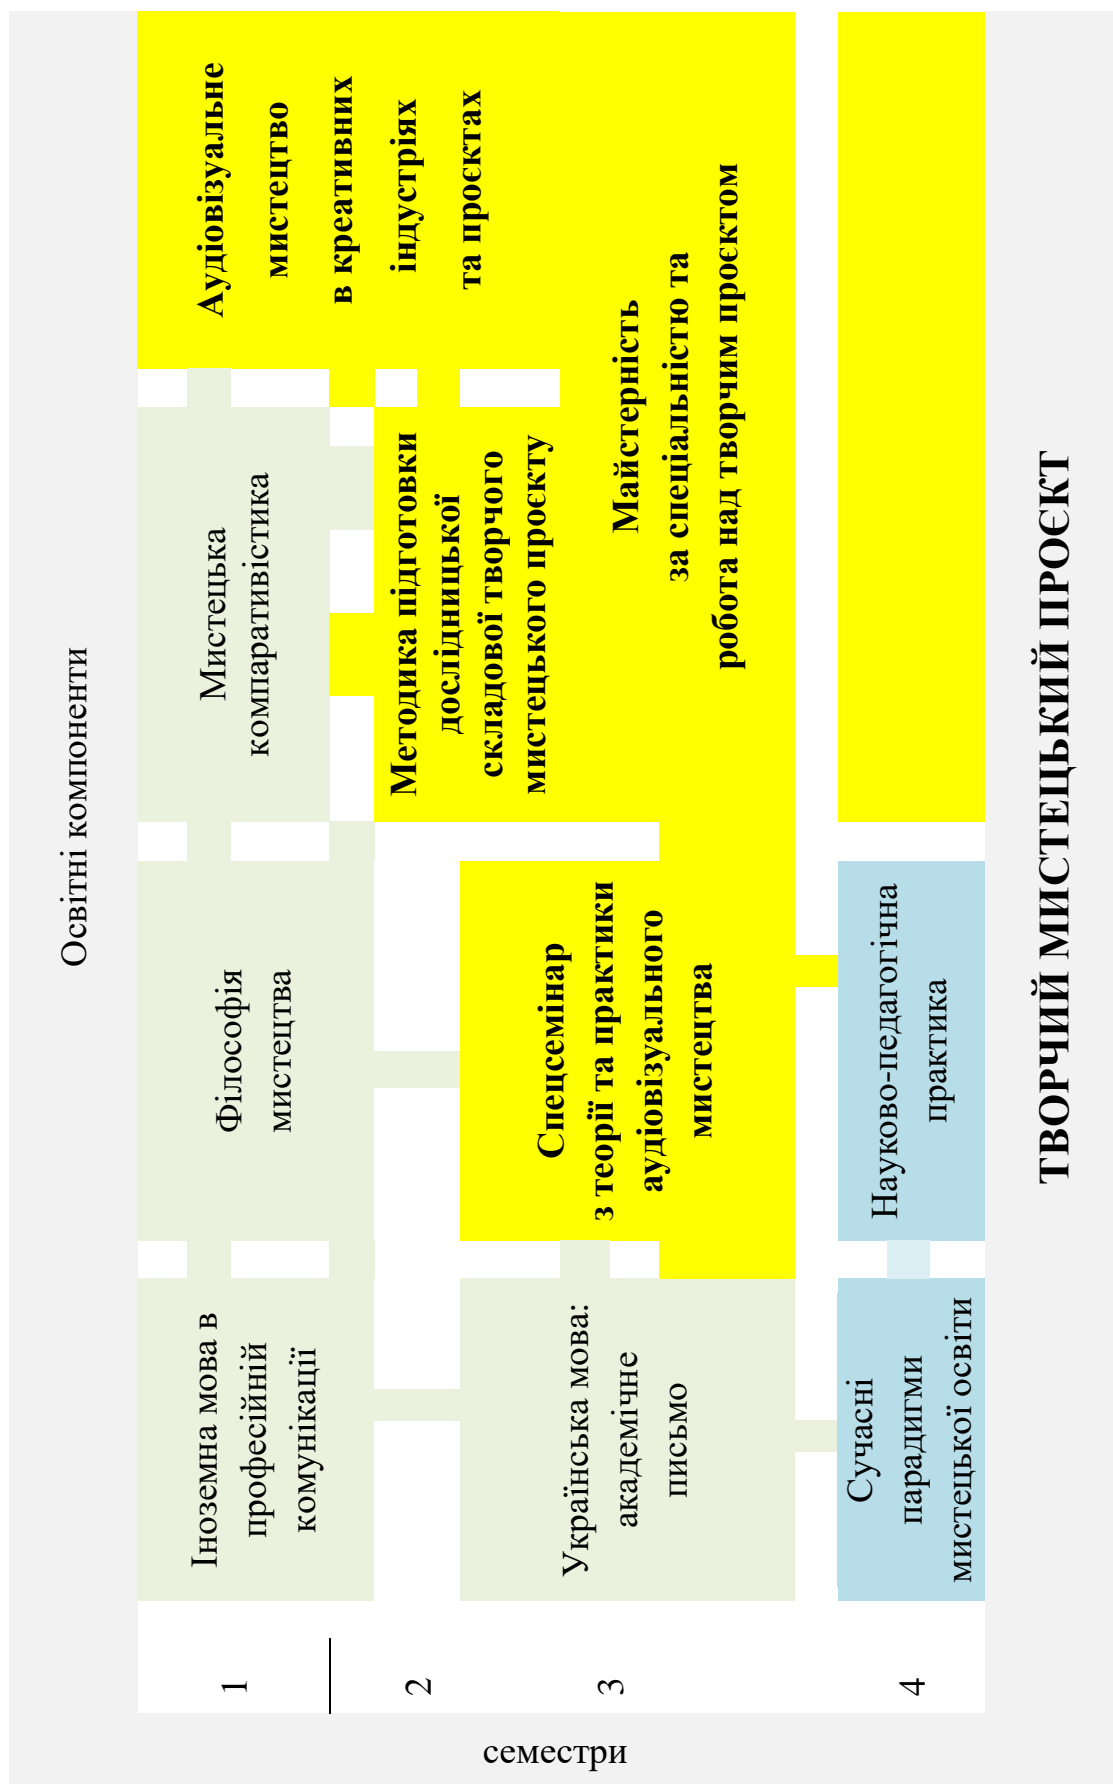 Освітні компоненти
семестри
1
Іноземна мова в
професійній
комунікації
Філософія
мистецтва
Мистецька
компаративістика
Аудіовізуальне
мистецтво
в креативних
індустріях
та проєктах
2
Методика підготовки
дослідницької
складової творчого
мистецького проєкту
3
Українська мова:
академічне
письмо
Спецсемінар
з теорії та практики
аудіовізуального
мистецтва
Майстерність
за спеціальністю та
робота над творчим проєктом
4
Сучасні
парадигми
мистецької освіти
Науково-педагогічна
практика
ТВОРЧИЙ МИСТЕЦЬКИЙ ПРОЄКТ